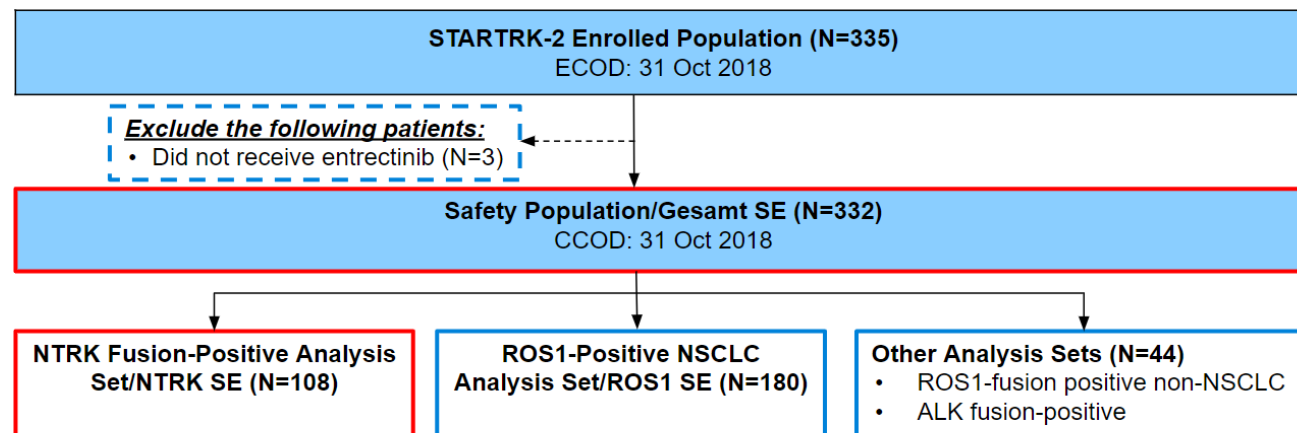 STARTRK-2 Enrolled Population (N=335)
ECOD: 31 Oct 2018
Exclude the following patients:
• Did not receive entrectinib (N=3)
Safety Population/Gesamt SE (N=332)
CCOD: 31 Oct 2018
NTRK Fusion-Positive Analysis
Set/NTRK SE (N=108)
ROS1-Positive NSCLC
Analysis Set/ROS1 SE (N=180)
Other Analysis Sets (N=44)
• ROS1-fusion positive non-NSCLC
• ALK fusion-positive